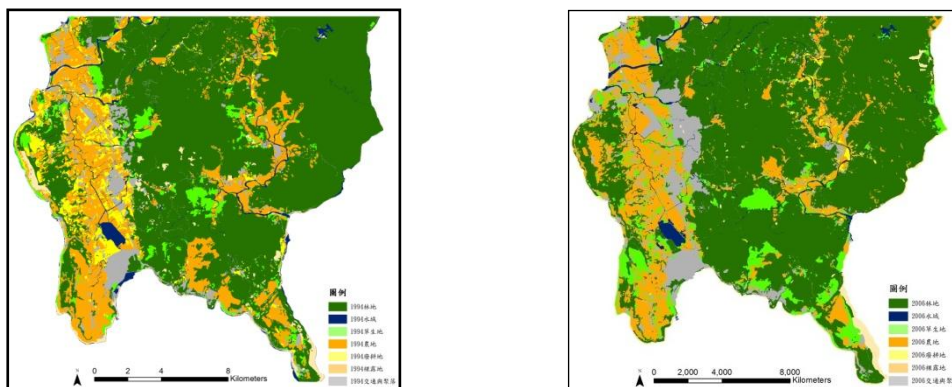 圖例
1994林地
1994水域
1994草生地
1994農地
1994廢耕地
1994裸露地
1994交通與聚落
N
0 2 4 8
Kilometers
圖例
2006林地
2006水域
2006草生地
2006農地
2006廢耕地
2006裸露地
2006交通與聚
N
0 2,000 4,000 8,000
Kilometers